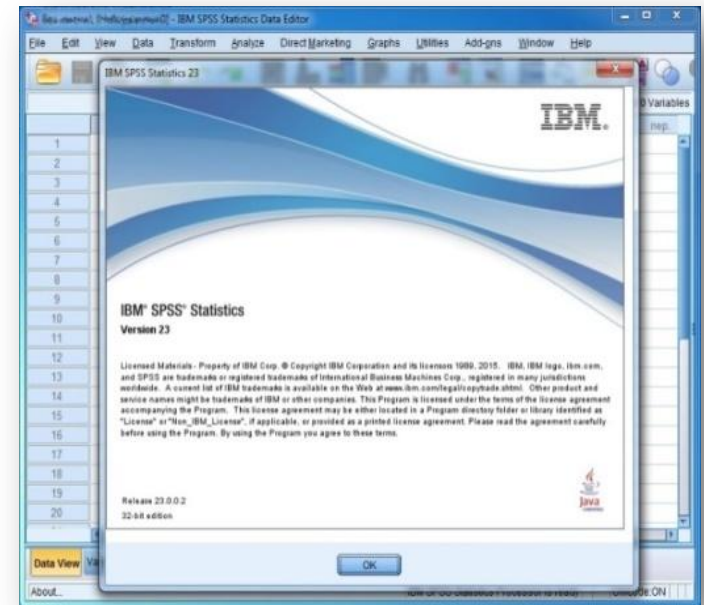 - IBM SPSS Statistics Data Editor
File Edit View Data Transform Analyze Direct Marketing Graphs Utilities Add-ons Window Help
IBM SPSS Statistics 23
0 Variables
IBM.
пер.
1
2
3
4
5
6
7
8
9
10
11
12
13
14
15
16
17
18
19
20
IBM® SPSS® Statistics
Version 23
Licensed Materials - Property of IBM Corp. © Copyright IBM Corporation and its licensors 1989, 2015. IBM, IBM logo, ibm.com,
and SPSS are trademarks or registered trademarks of International Business Machines Corp., registered in many jurisdictions
worldwide. A current list of IBM trademarks is available on the Web at www.ibm.com/legal/copytrade.shtml. Other product and
service names might be trademarks of IBM or other companies. This Program is licensed under the terms of the license agreement
accompanying the Program. This license agreement may be either located in a Program directory folder or library identified as
"License" or "Non_IBM_License", if applicable, or provided as a printed license agreement. Please read the agreement carefully
before using the Program. By using the Program you agree to these terms.
Release 23.0.0.2
32-bit edition
Java
OK
Data View
About...
Unicode:ON